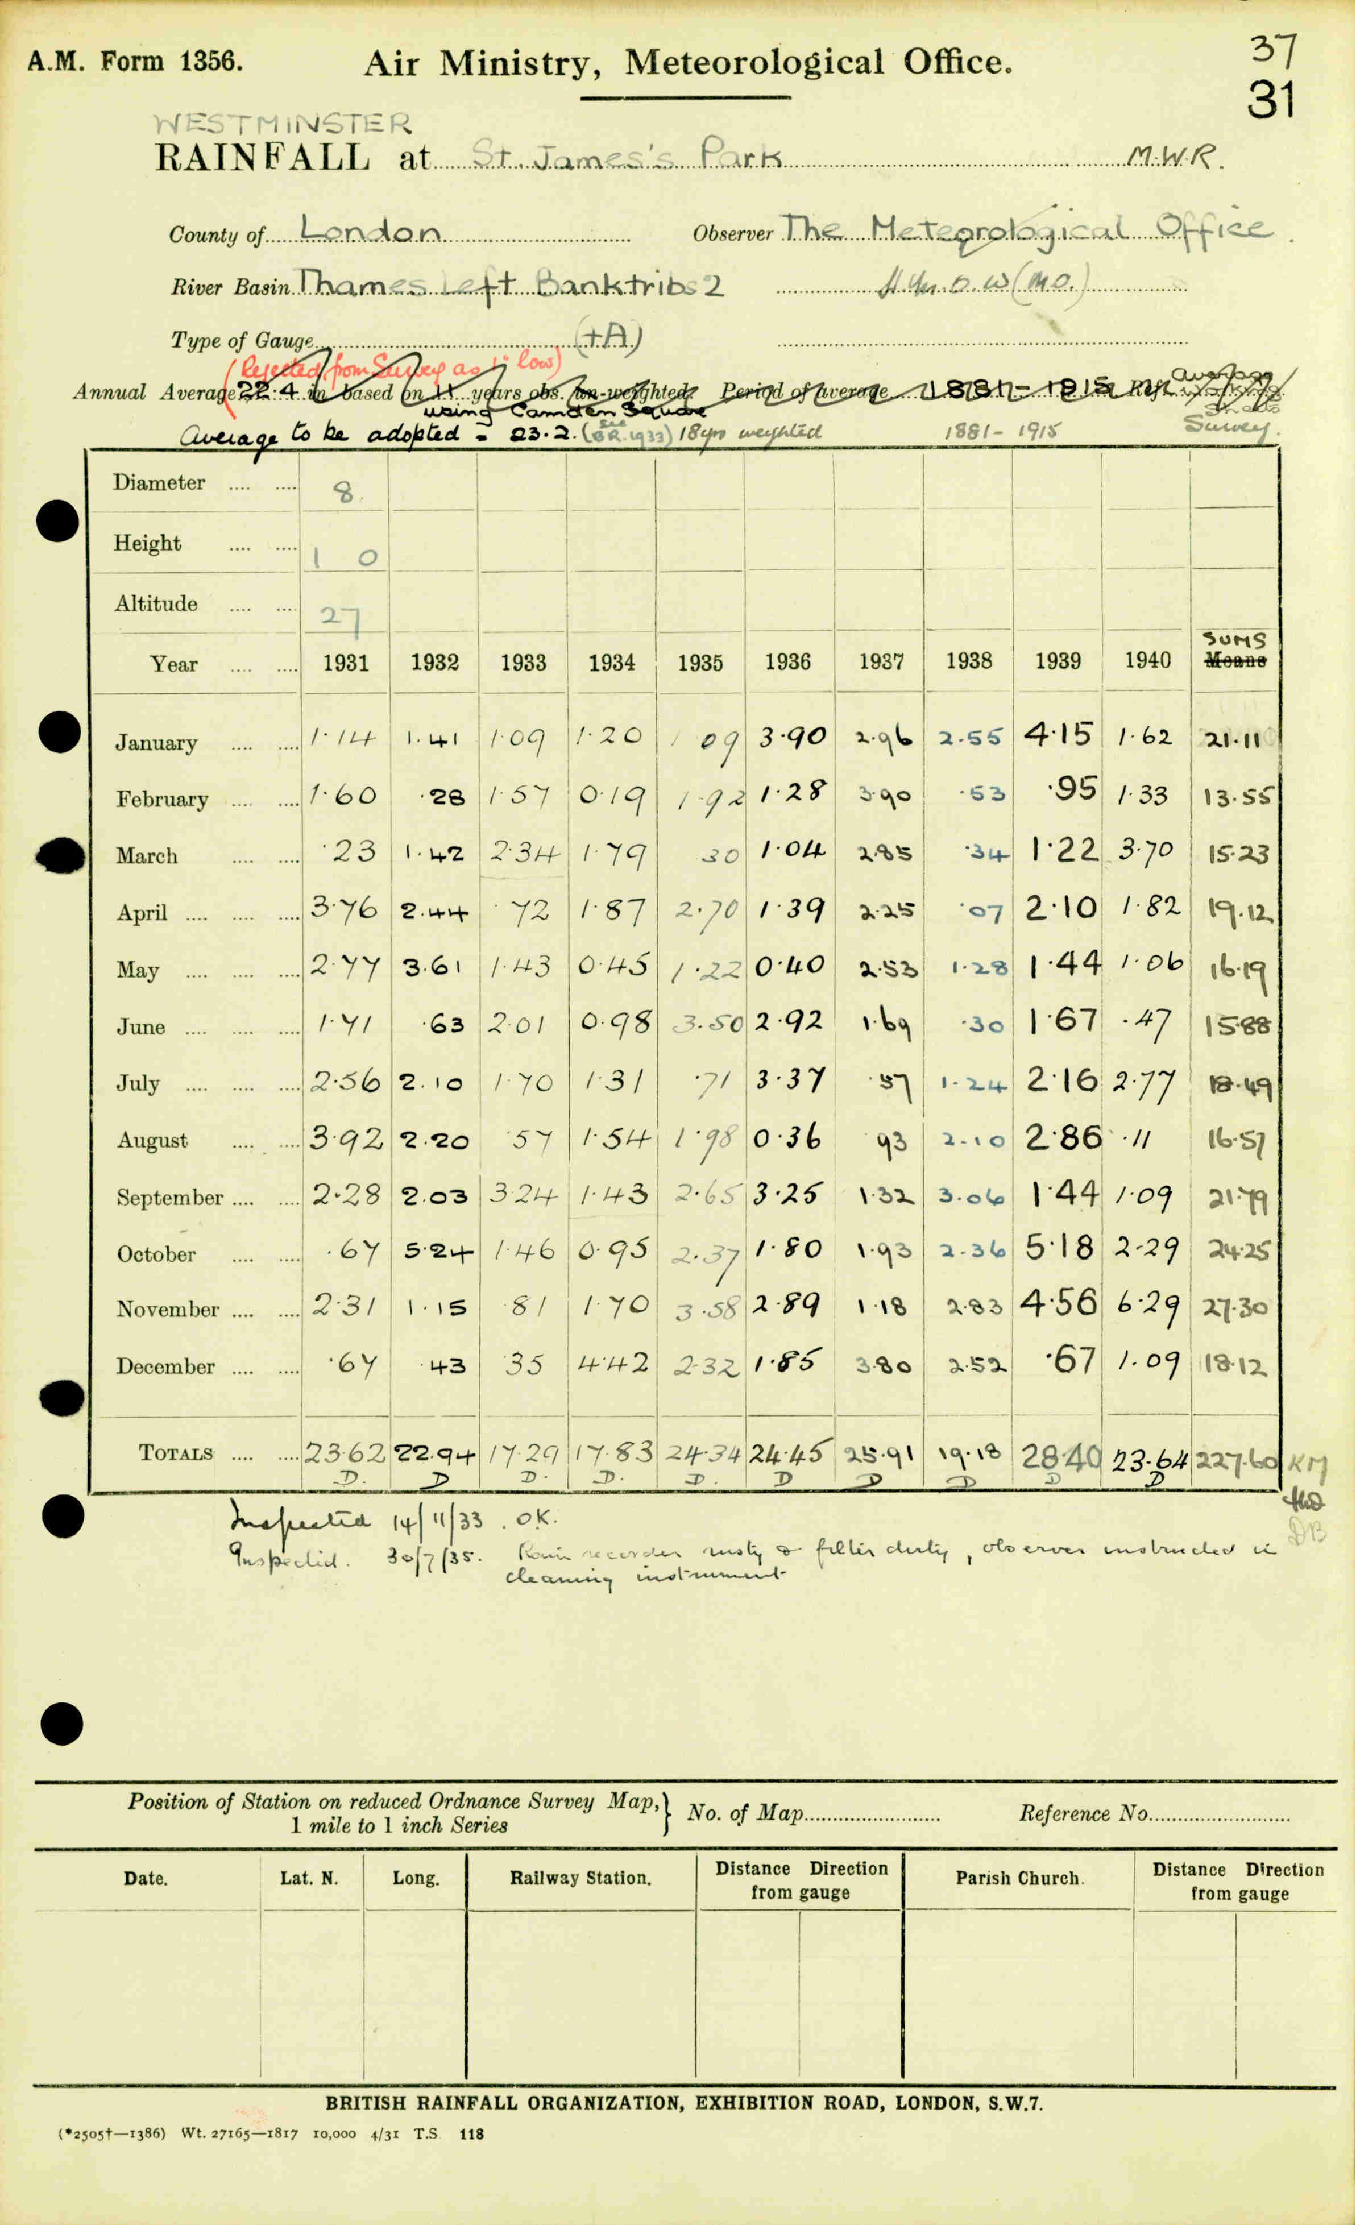 A.M. Form 1356. Air Ministry, Meteorological Office. 37
31
WESTMINSTER
RAINFALL at St. James's Park M.W.R.
County of London Observer The Meteorological Office
River Basin Thames Left Bank tribs 2 (M.O.)
Type of Gauge (+A)
(Rejected from Survey as 1" low)
Annual Average 22.4 in based on 11 years obs. un-weighted. Period of average 1881 - 1915 Ref. average
using Camden Square
Average to be adopted = 23.2. (see B.R. 1933) 18 yrs weighted 1881 - 1915 Survey.
Diameter .... .... 8.
Height .... .... 1 0
Altitude .... .... 27
SUMS
Year .... .... 1931 1932 1933 1934 1935 1936 1937 1938 1939 1940 Means
January .... .... 1.14 1.41 1.09 1.20 1 09 3.90 2.96 2.55 4.15 1.62 21.11
February .... .... 1.60 .28 1.57 0.19 1.92 1.28 3.90 .53 .95 1.33 13.55
March .... .... .23 1.42 2.34 1.79 30 1.04 2.85 .34 1.22 3.70 15.23
April .... .... .... 3.76 2.44 .72 1.87 2.70 1.39 2.25 .07 2.10 1.82 19.12
May .... .... .... 2.77 3.61 1.43 0.45 1.22 0.40 2.53 1.28 1.44 1.06 16.19
June .... .... .... 1.71 .63 2.01 0.98 3.50 2.92 1.69 .30 1.67 .47 15.88
July .... .... .... 2.56 2.10 1.70 1.31 .71 3.37 .57 1.24 2.16 2.77 18.49
August .... .... 3.92 2.20 .57 1.54 1.98 0.36 .93 2.10 2.86 .11 16.57
September .... .... 2.28 2.03 3.24 1.43 2.65 3.25 1.32 3.06 1.44 1.09 21.79
October .... .... .67 5.24 1.46 0.95 2.37 1.80 1.93 2.36 5.18 2.29 24.25
November .... .... 2.31 1.15 .81 1.70 3.58 2.89 1.18 2.83 4.56 6.29 27.30
December .... .... .67 .43 .35 4.42 2.32 1.85 3.80 2.52 .67 1.09 18.12
TOTALS .... .... 23.62 22.94 17.29 17.83 24.34 24.45 25.91 19.18 28.40 23.64 227.60 KM
D. D D. D. D. D D D D D
DB
Inspected 14/11/33. O.K.
Inspected. 30/7/35. Rain recorder rusty & filter dirty, observer instructed in
cleaning instrument
Position of Station on reduced Ordnance Survey Map, } No. of Map Reference No.
1 mile to 1 inch Series
Date. Lat. N. Long. Railway Station. Distance Direction from gauge Parish Church. Distance Direction from gauge
BRITISH RAINFALL ORGANIZATION, EXHIBITION ROAD, LONDON, S.W.7.
(*2505†—1386) Wt. 27165—1817 10,000 4/31 T.S. 118